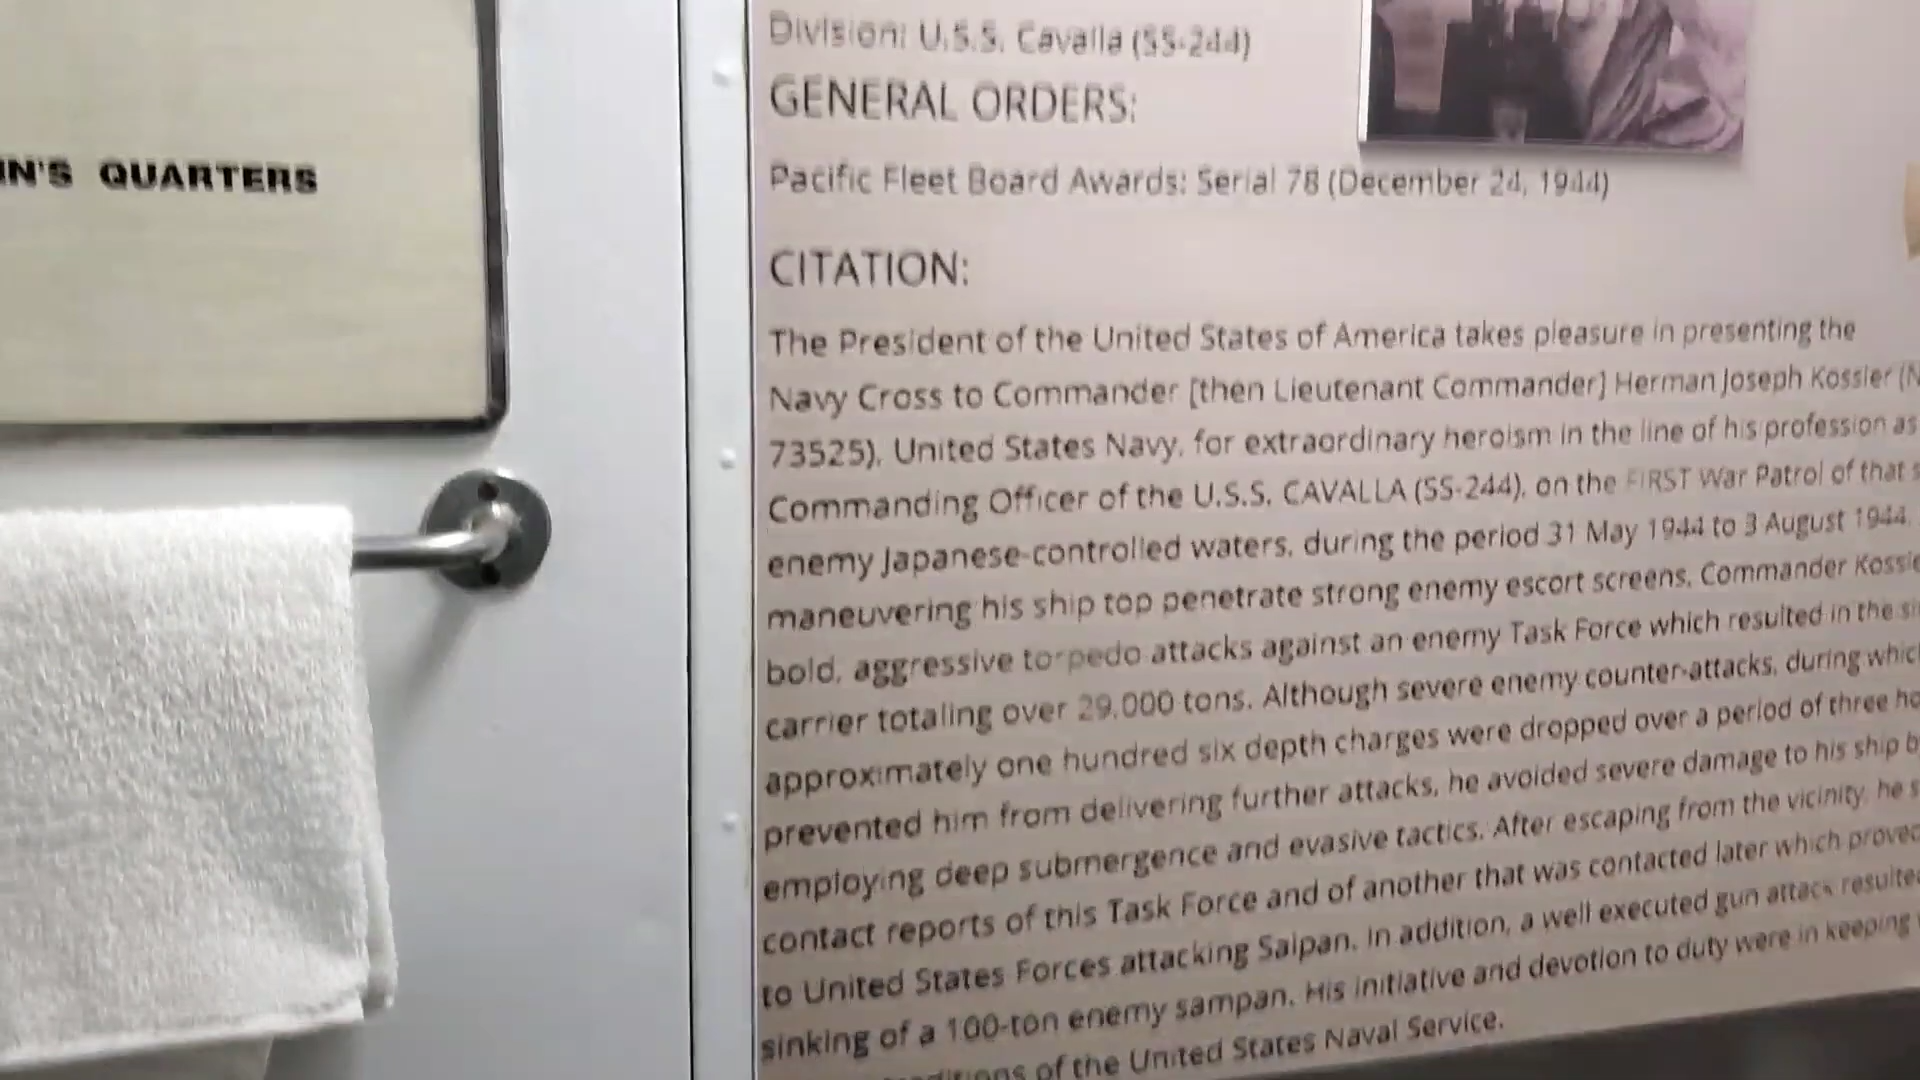 QUARTERS
Division: U.S.S. Cavalla (SS-244)
GENERAL ORDERS:
Pacific Fleet Board Awards: Serial 78 (December 24, 1944)
CITATION:
The President of the United States of America takes pleasure in presenting the
Navy Cross to Commander [then Lieutenant Commander] Herman Joseph Kossler (N
73525), United States Navy, for extraordinary heroism in the line of his profession as
Commanding Officer of the U.S.S. CAVALLA (SS-244), on the FIRST War Patrol of that
enemy Japanese-controlled waters, during the period 31 May 1944 to 3 August 1944.
maneuvering his ship top penetrate strong enemy escort screens, Commander
bold, aggressive torpedo attacks against an enemy Task Force which resulted in the
carrier totaling over 29,000 tons. Although severe enemy counter-attacks, during
approximately one hundred six depth charges were dropped over a period of three
prevented him from delivering further attacks, he avoided severe damage to his ship
employing deep submergence and evasive tactics. After escaping from the vicinity, he
contact reports of this Task Force and of another that was contacted later which
to United States Forces attacking Saipan. In addition, a well executed gun attack
sinking of a 100-ton enemy sampan. His initiative and devotion to duty were in keeping
of the United States Naval Service.